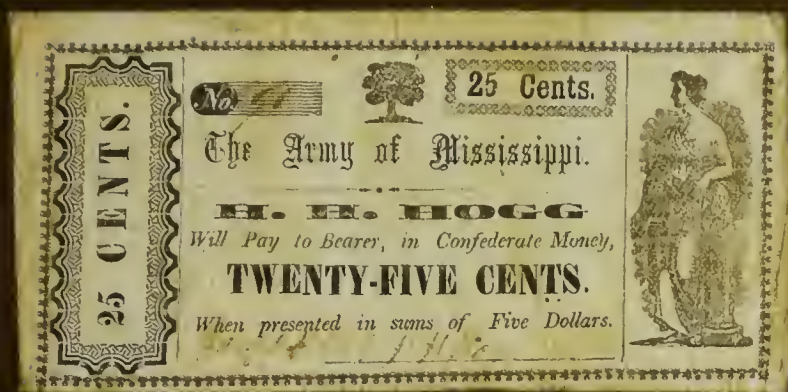 25 CENTS.
No.
25 Cents.
The Army of Mississippi.
H. H. HOGG
Will Pay to Bearer, in Confederate Money,
TWENTY-FIVE CENTS.
When presented in sums of Five Dollars.